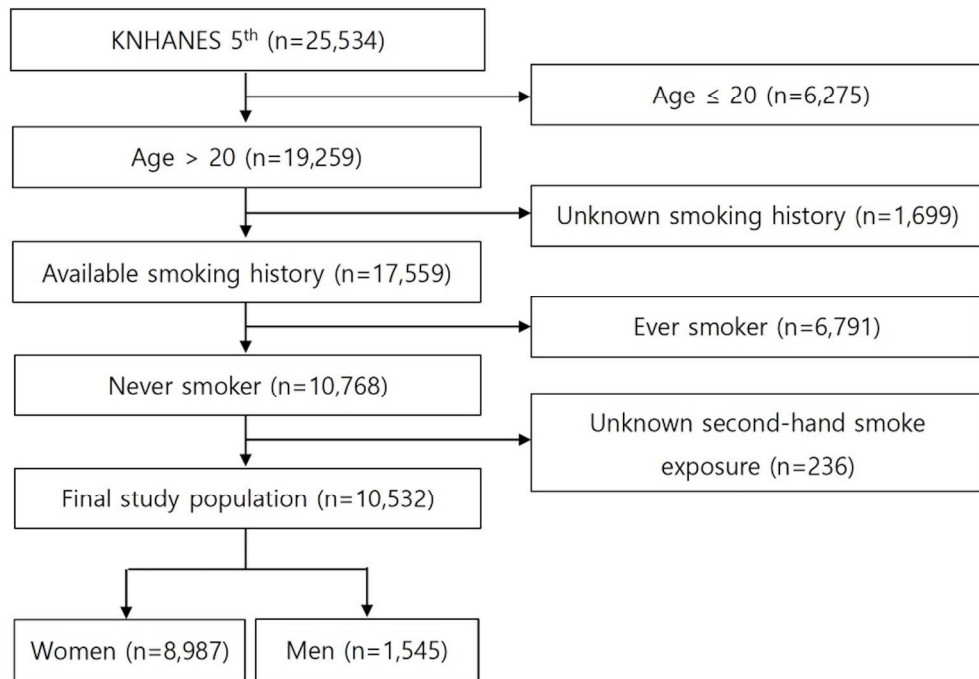 KNHANES 5th (n=25,534)
Age ≤ 20 (n=6,275)
Age > 20 (n=19,259)
Unknown smoking history (n=1,699)
Available smoking history (n=17,559)
Ever smoker (n=6,791)
Never smoker (n=10,768)
Unknown second-hand smoke
exposure (n=236)
Final study population (n=10,532)
Women (n=8,987)
Men (n=1,545)